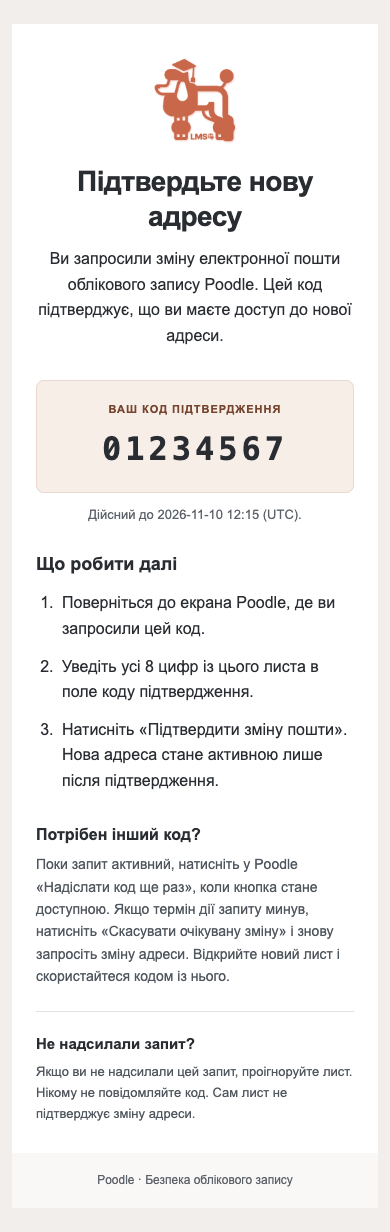 LMS
Підтвердьте нову
адресу
Ви запросили зміну електронної пошти
облікового запису Poodle. Цей код
підтверджує, що ви маєте доступ до нової
адреси.
ВАШ КОД ПІДТВЕРДЖЕННЯ
01234567
Дійсний до 2026-11-10 12:15 (UTC).
Що робити далі
1. Поверніться до екрана Poodle, де ви
запросили цей код.
2. Уведіть усі 8 цифр із цього листа в
поле коду підтвердження.
3. Натисніть «Підтвердити зміну пошти».
Нова адреса стане активною лише
після підтвердження.
Потрібен інший код?
Поки запит активний, натисніть у Poodle
«Надіслати код ще раз», коли кнопка стане
доступною. Якщо термін дії запиту минув,
натисніть «Скасувати очікувану зміну» і знову
запросіть зміну адреси. Відкрийте новий лист і
скористайтеся кодом із нього.
Не надсилали запит?
Якщо ви не надсилали цей запит, проігноруйте лист.
Нікому не повідомляйте код. Сам лист не
підтверджує зміну адреси.
Poodle · Безпека облікового запису